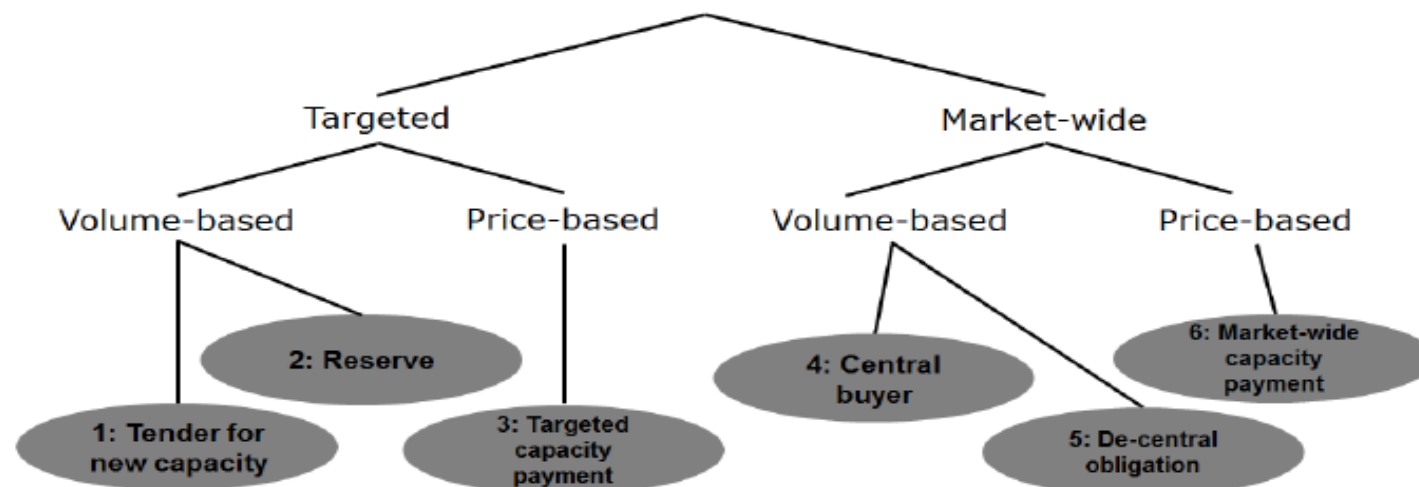 Targeted
Market-wide
Volume-based
Price-based
Volume-based
Price-based
1: Tender for
new capacity
2: Reserve
3: Targeted
capacity
payment
4: Central
buyer
5: De-central
obligation
6: Market-wide
capacity
payment